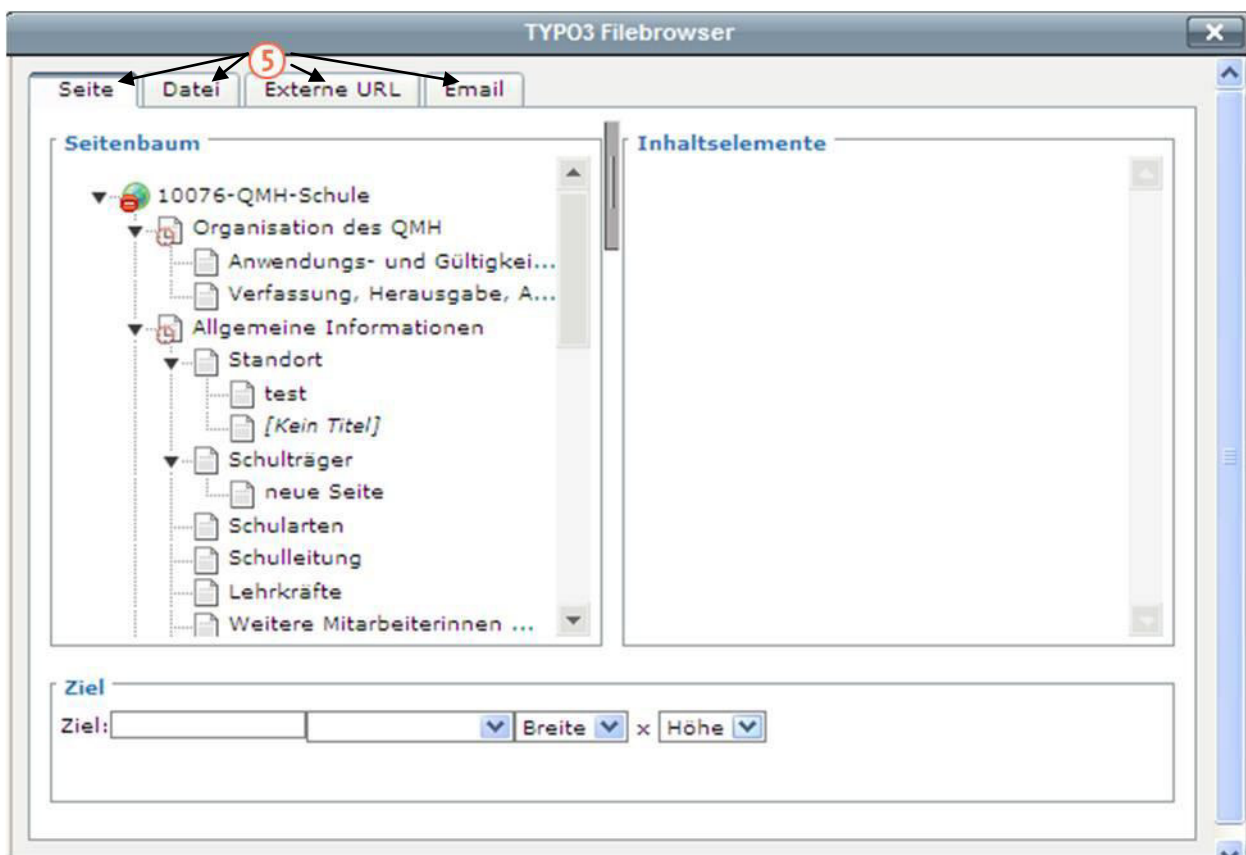 TYPO3 Filebrowser
5
Seite Datei Externe URL Email
Seitenbaum
10076-QMH-Schule
Organisation des QMH
Anwendungs- und Gültigkei...
Verfassung, Herausgabe, A...
Allgemeine Informationen
Standort
test
[Kein Titel]
Schulträger
neue Seite
Schularten
Schulleitung
Lehrkräfte
Weitere Mitarbeiterinnen ...
Inhaltselemente
Ziel
Ziel: Breite x Höhe